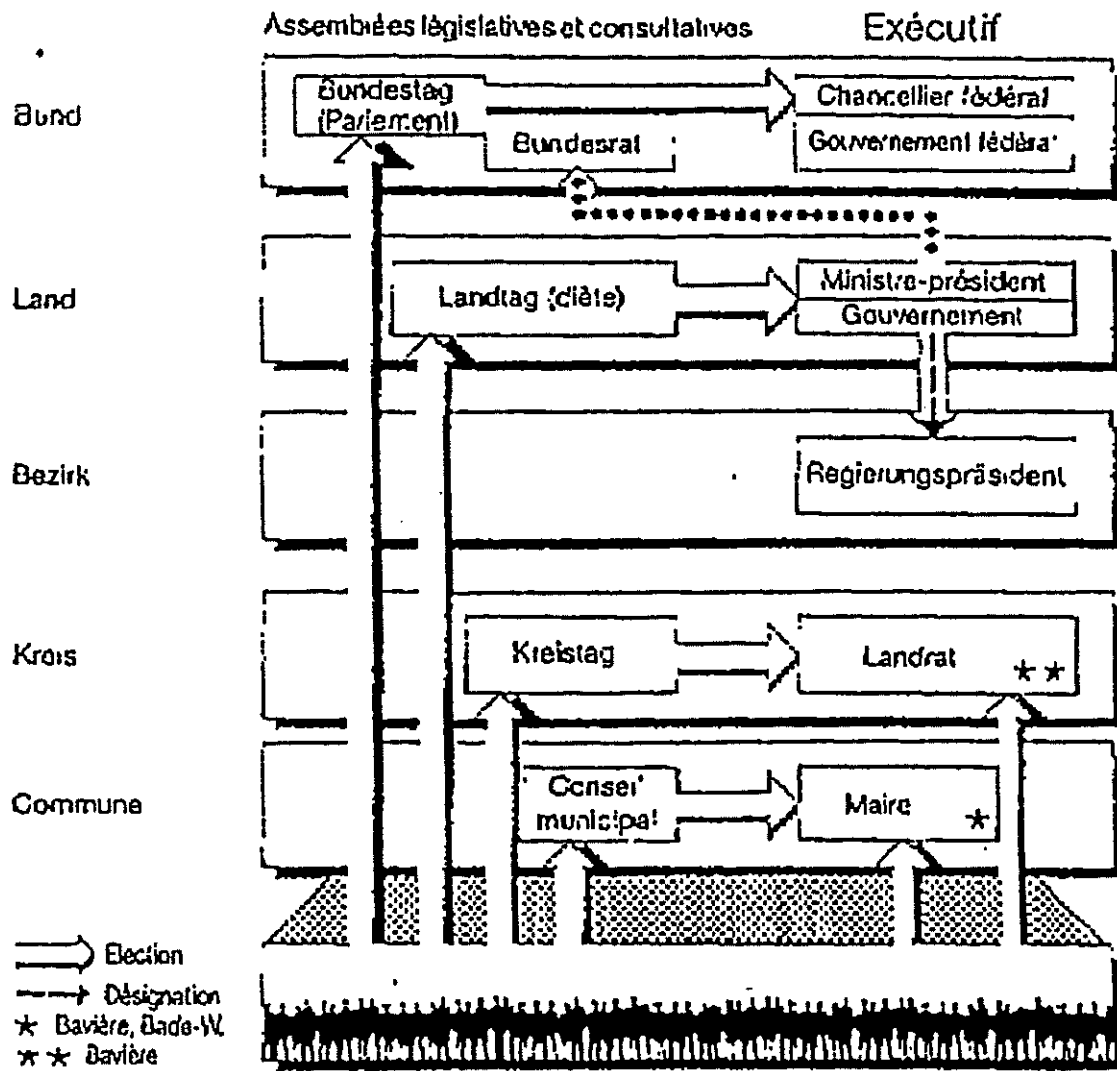 Assemblées législatives et consultatives
Exécutif
Bund
Bundestag
(Parlement)
Bundesrat
Chancellier fédéral
Gouvernement fédéral
Land
Landtag (diète)
Ministre-président
Gouvernement
Bezirk
Regierungspräsident
Kreis
Kreistag
Landrat
★★
Commune
Conseil
municipal
Maire
★
Election
Désignation
★ Bavière, Bade-W.
★★ Bavière